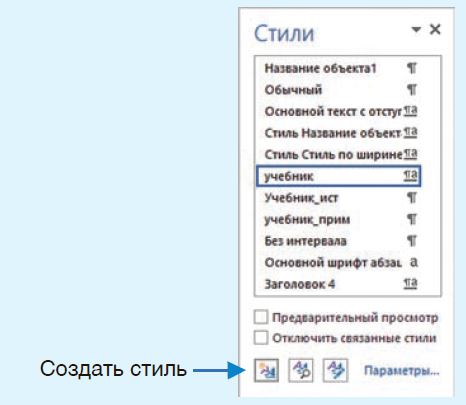 Стили
Название объекта1 ¶
Обычный ¶
Основной текст с отступ ¶a
Стиль Название объект ¶a
Стиль Стиль по ширине ¶a
учебник ¶a
Учебник_ист ¶
учебник_прим ¶
Без интервала ¶
Основной шрифт абзац a
Заголовок 4 ¶a
Предварительный просмотр
Отключить связанные стили
Создать стиль
Параметры...